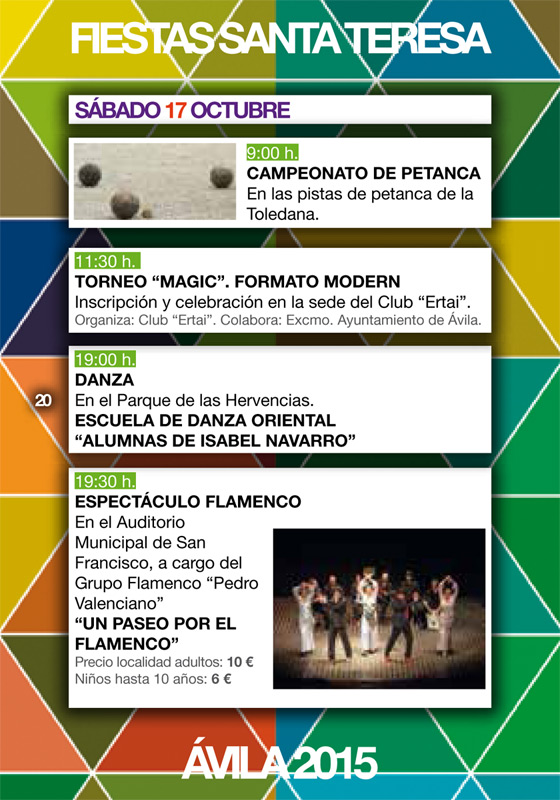 FIESTAS SANTA TERESA
SÁBADO 17 OCTUBRE
9:00 h.
CAMPEONATO DE PETANCA
En las pistas de petanca de la
Toledana.
11:30 h.
TORNEO “MAGIC”. FORMATO MODERN
Inscripción y celebración en la sede del Club “Ertai”.
Organiza: Club “Ertai”. Colabora: Excmo. Ayuntamiento de Ávila.
19:00 h.
DANZA
En el Parque de las Hervencias.
ESCUELA DE DANZA ORIENTAL
“ALUMNAS DE ISABEL NAVARRO”
20
19:30 h.
ESPECTÁCULO FLAMENCO
En el Auditorio
Municipal de San
Francisco, a cargo del
Grupo Flamenco “Pedro
Valenciano”
“UN PASEO POR EL
FLAMENCO”
Precio localidad adultos: 10 €
Niños hasta 10 años: 6 €
ÁVILA 2015